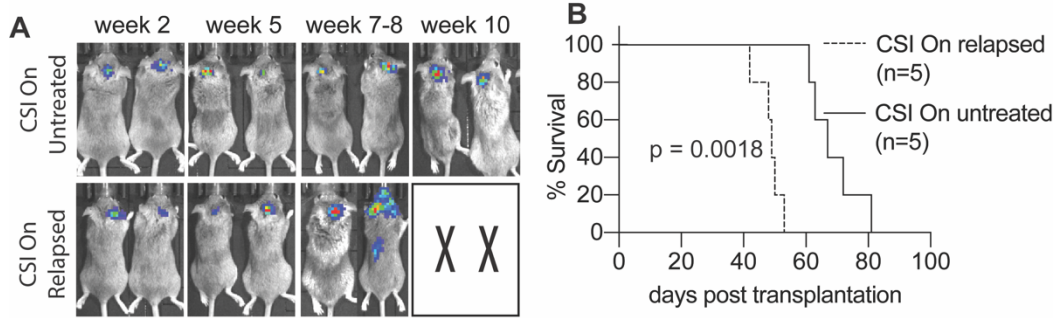 A
week 2 week 5 week 7-8 week 10
CSI On
Untreated
CSI On
Relapsed
X X
B
% Survival
100
80
60
40
20
0
p = 0.0018
CSI On relapsed
(n=5)
CSI On untreated
(n=5)
0 20 40 60 80 100
days post transplantation